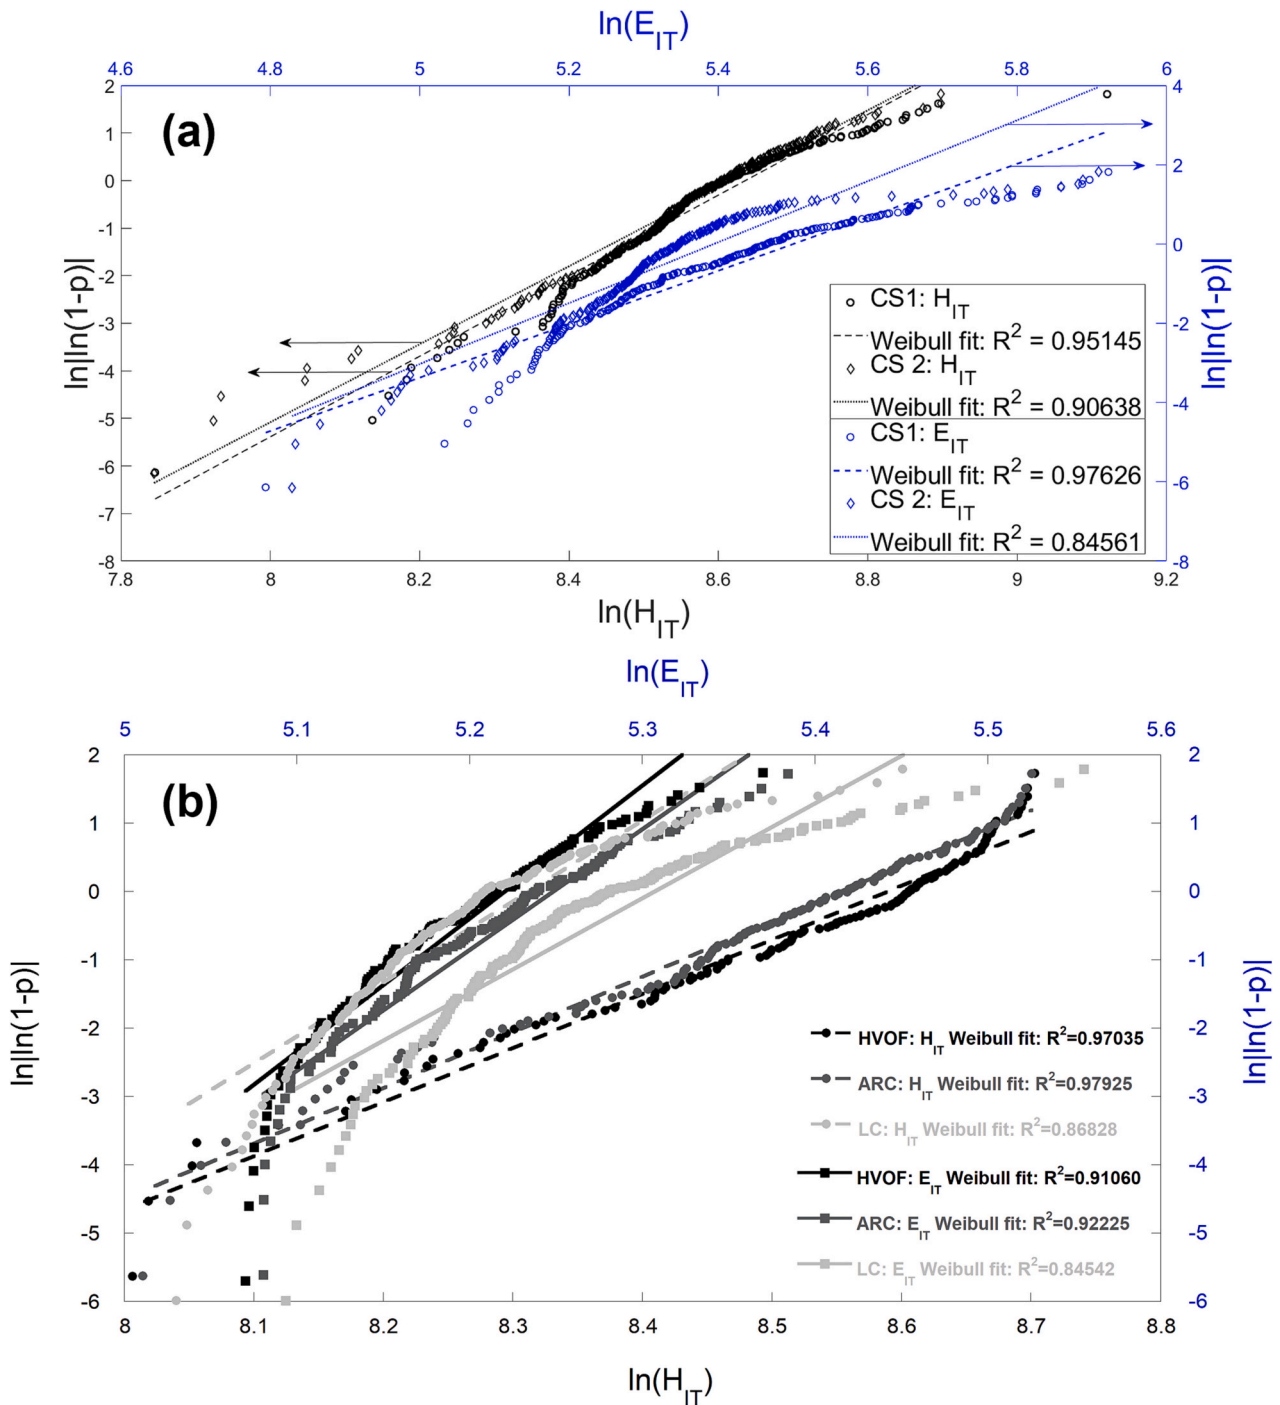 ln(E_IT)
4.6 4.8 5 5.2 5.4 5.6 5.8 6
(a)
2
1
0
-1
-2
-3
-4
-5
-6
-7
-8
ln|ln(1-p)|
4
2
0
-2
-4
-6
-8
ln|ln(1-p)|
CS1: H_IT
Weibull fit: R² = 0.95145
CS 2: H_IT
Weibull fit: R² = 0.90638
CS1: E_IT
Weibull fit: R² = 0.97626
CS 2: E_IT
Weibull fit: R² = 0.84561
7.8 8 8.2 8.4 8.6 8.8 9 9.2
ln(H_IT)
ln(E_IT)
5 5.1 5.2 5.3 5.4 5.5 5.6
(b)
2
1
0
-1
-2
-3
-4
-5
-6
ln|ln(1-p)|
2
1
0
-1
-2
-3
-4
-5
-6
ln|ln(1-p)|
HVOF: H_IT Weibull fit: R²=0.97035
ARC: H_IT Weibull fit: R²=0.97925
LC: H_IT Weibull fit: R²=0.86828
HVOF: E_IT Weibull fit: R²=0.91060
ARC: E_IT Weibull fit: R²=0.92225
LC: E_IT Weibull fit: R²=0.84542
8 8.1 8.2 8.3 8.4 8.5 8.6 8.7 8.8
ln(H_IT)